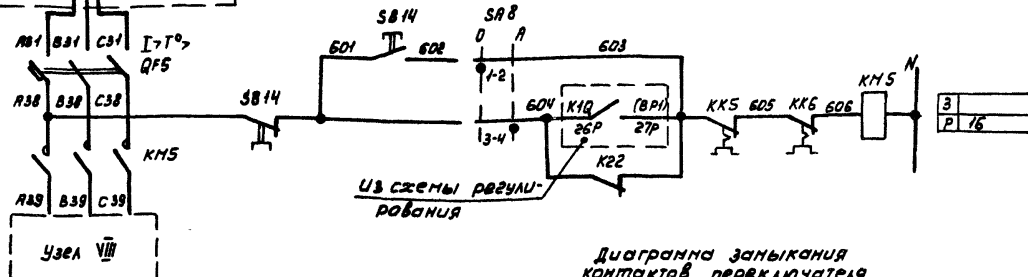 SB14 SA8
A31 B31 C31 I>T°>
QF5
601 602 0 A 603
1-2
A38 B38 C38
SB14
604 K10 (BP1)
26P 27P
3-4
KK5 605 KK6 606 KM5 N
З
Р 16
KM5
K22
A39 B39 C39
Из схемы регули-
рования
Узел VIII
Диаграмма замыкания
контактов переключателя